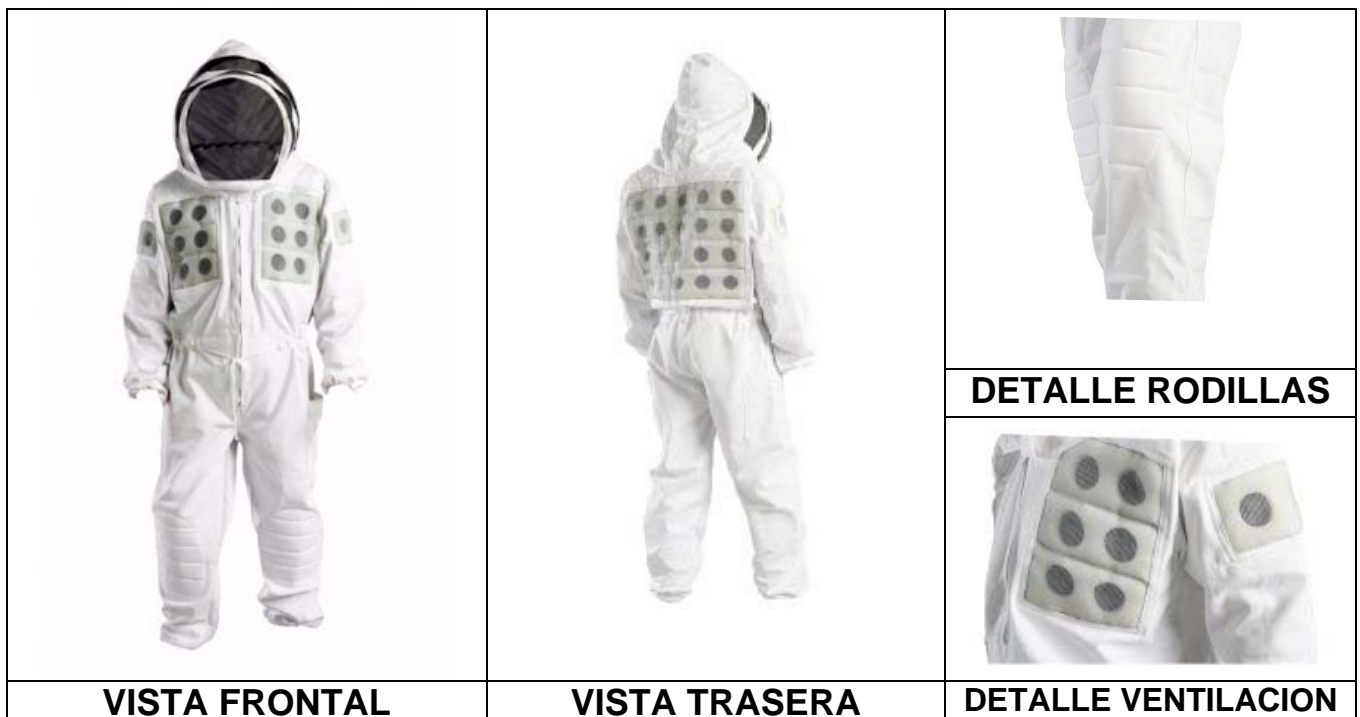 DETALLE RODILLAS
VISTA FRONTAL
VISTA TRASERA
DETALLE VENTILACION